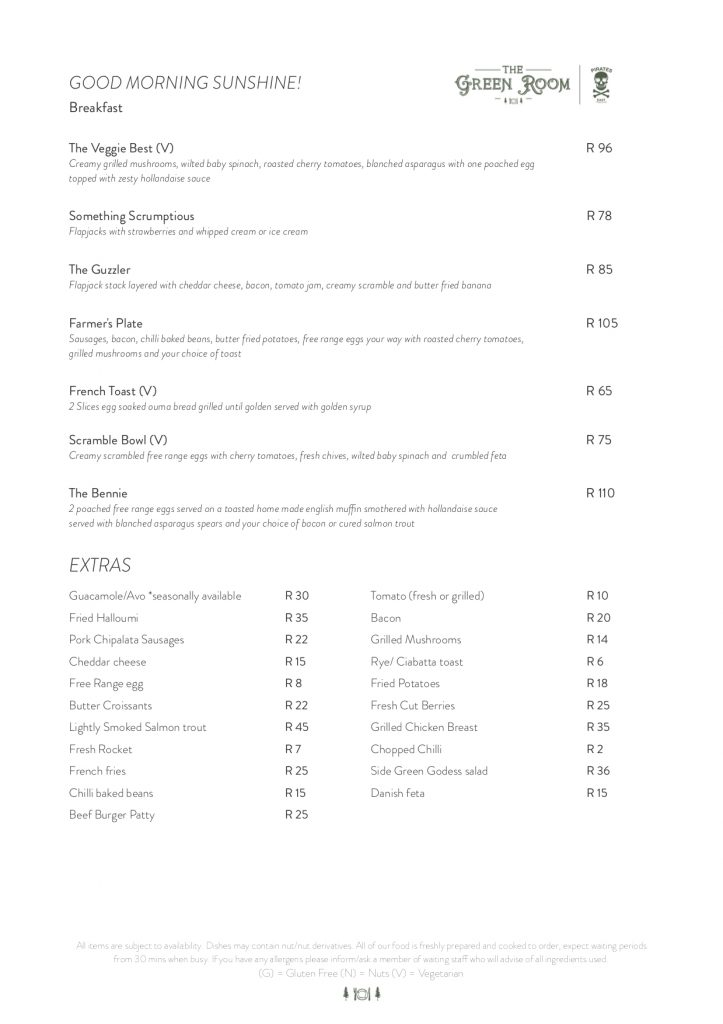 GOOD MORNING SUNSHINE!
THE
GREEN ROOM
PIRATES
Breakfast
The Veggie Best (V) R 96
Creamy grilled mushrooms, wilted baby spinach, roasted cherry tomatoes, blanched asparagus with one poached egg
topped with zesty hollandaise sauce
Something Scrumptious R 78
Flapjacks with strawberries and whipped cream or ice cream
The Guzzler R 85
Flapjack stack layered with cheddar cheese, bacon, tomato jam, creamy scramble and butter fried banana
Farmer's Plate R 105
Sausages, bacon, chilli baked beans, butter fried potatoes, free range eggs your way with roasted cherry tomatoes,
grilled mushrooms and your choice of toast
French Toast (V) R 65
2 Slices egg soaked ouma bread grilled until golden served with golden syrup
Scramble Bowl (V) R 75
Creamy scrambled free range eggs with cherry tomatoes, fresh chives, wilted baby spinach and crumbled feta
The Bennie R 110
2 poached free range eggs served on a toasted home made english muffin smothered with hollandaise sauce
served with blanched asparagus spears and your choice of bacon or cured salmon trout
EXTRAS
Guacamole/Avo *seasonally available R 30 Tomato (fresh or grilled) R 10
Fried Halloumi R 35 Bacon R 20
Pork Chipalata Sausages R 22 Grilled Mushrooms R 14
Cheddar cheese R 15 Rye/ Ciabatta toast R 6
Free Range egg R 8 Fried Potatoes R 18
Butter Croissants R 22 Fresh Cut Berries R 25
Lightly Smoked Salmon trout R 45 Grilled Chicken Breast R 35
Fresh Rocket R 7 Chopped Chilli R 2
French fries R 25 Side Green Godess salad R 36
Chilli baked beans R 15 Danish feta R 15
Beef Burger Patty R 25
All items are subject to availability. Dishes may contain nut/nut derivatives. All of our food is freshly prepared and cooked to order, expect waiting periods
from 30 mins when busy. If you have any allergens please inform/ask a member of waiting staff who will advise of all ingredients used
(G) = Gluten Free (N) = Nuts (V) = Vegetarian